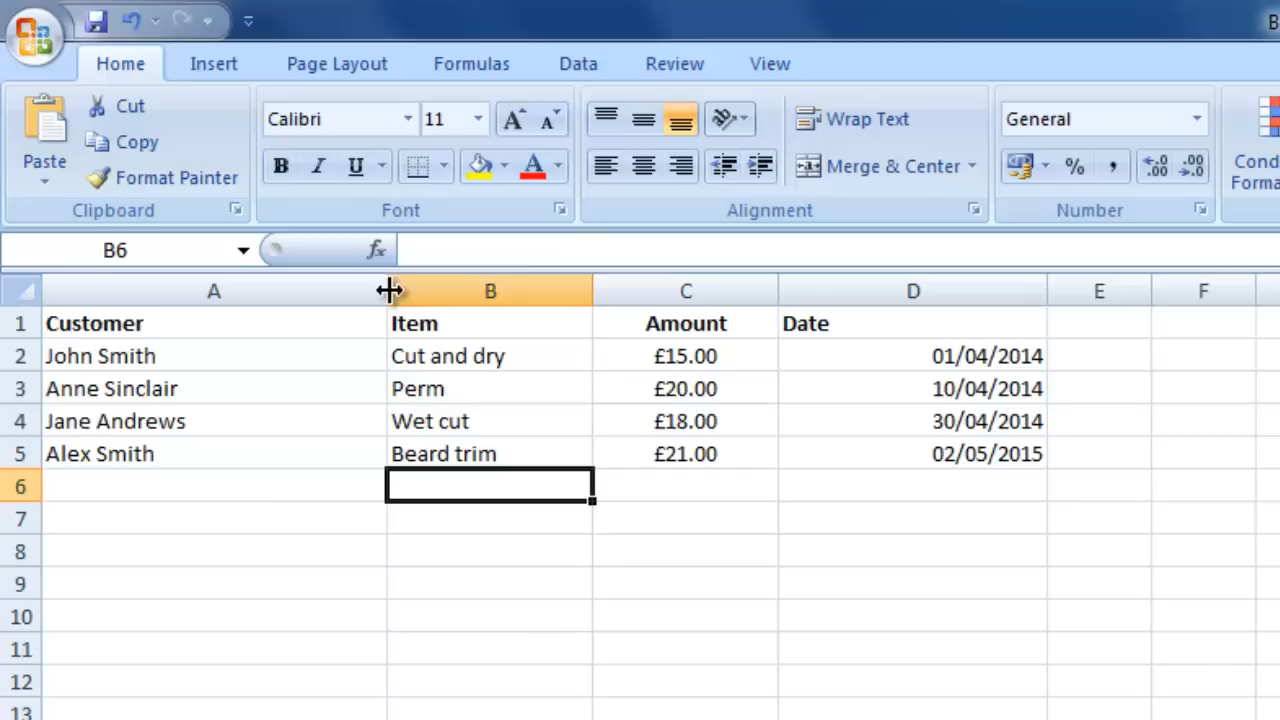 B
Home Insert Page Layout Formulas Data Review View
Cut
Copy
Format Painter
Paste
Clipboard
Calibri 11
B I U A
Font
Wrap Text
Merge & Center
Alignment
General
% , .00 .00
Number
Cond
Forma
B6 fx
A B C D E F
1 Customer Item Amount Date
2 John Smith Cut and dry £15.00 01/04/2014
3 Anne Sinclair Perm £20.00 10/04/2014
4 Jane Andrews Wet cut £18.00 30/04/2014
5 Alex Smith Beard trim £21.00 02/05/2015
6
7
8
9
10
11
12
13